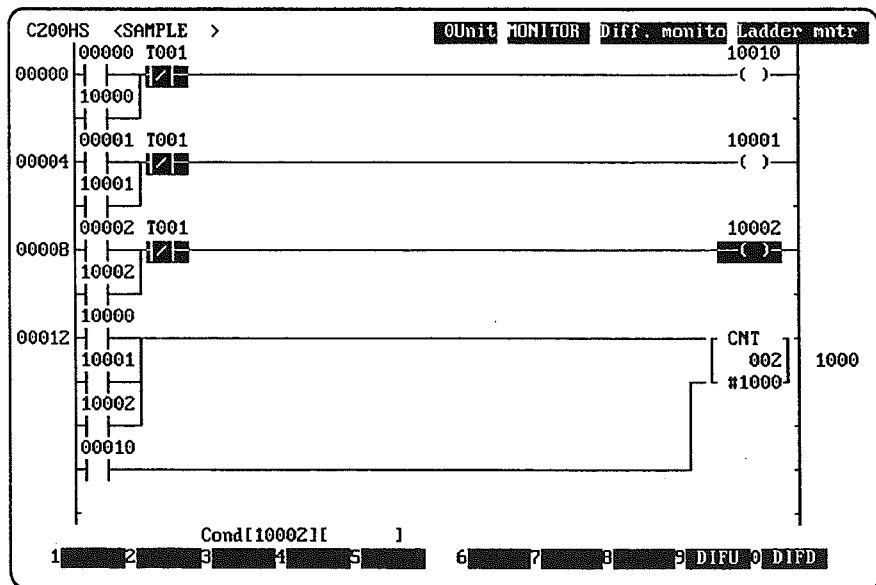 C200HS <SAMPLE > 0Unit MONITOR Diff. monito Ladder mntr
00000 T001 10010
00000
10000
00001 T001 10001
00004
10001
00002 T001 10002
00008
10002
10000
00012 CNT
10001 002 1000
#1000
10002
00010
Cond[10002][ ]
1 2 3 4 5 6 7 8 9 DIFU 0 DIFD